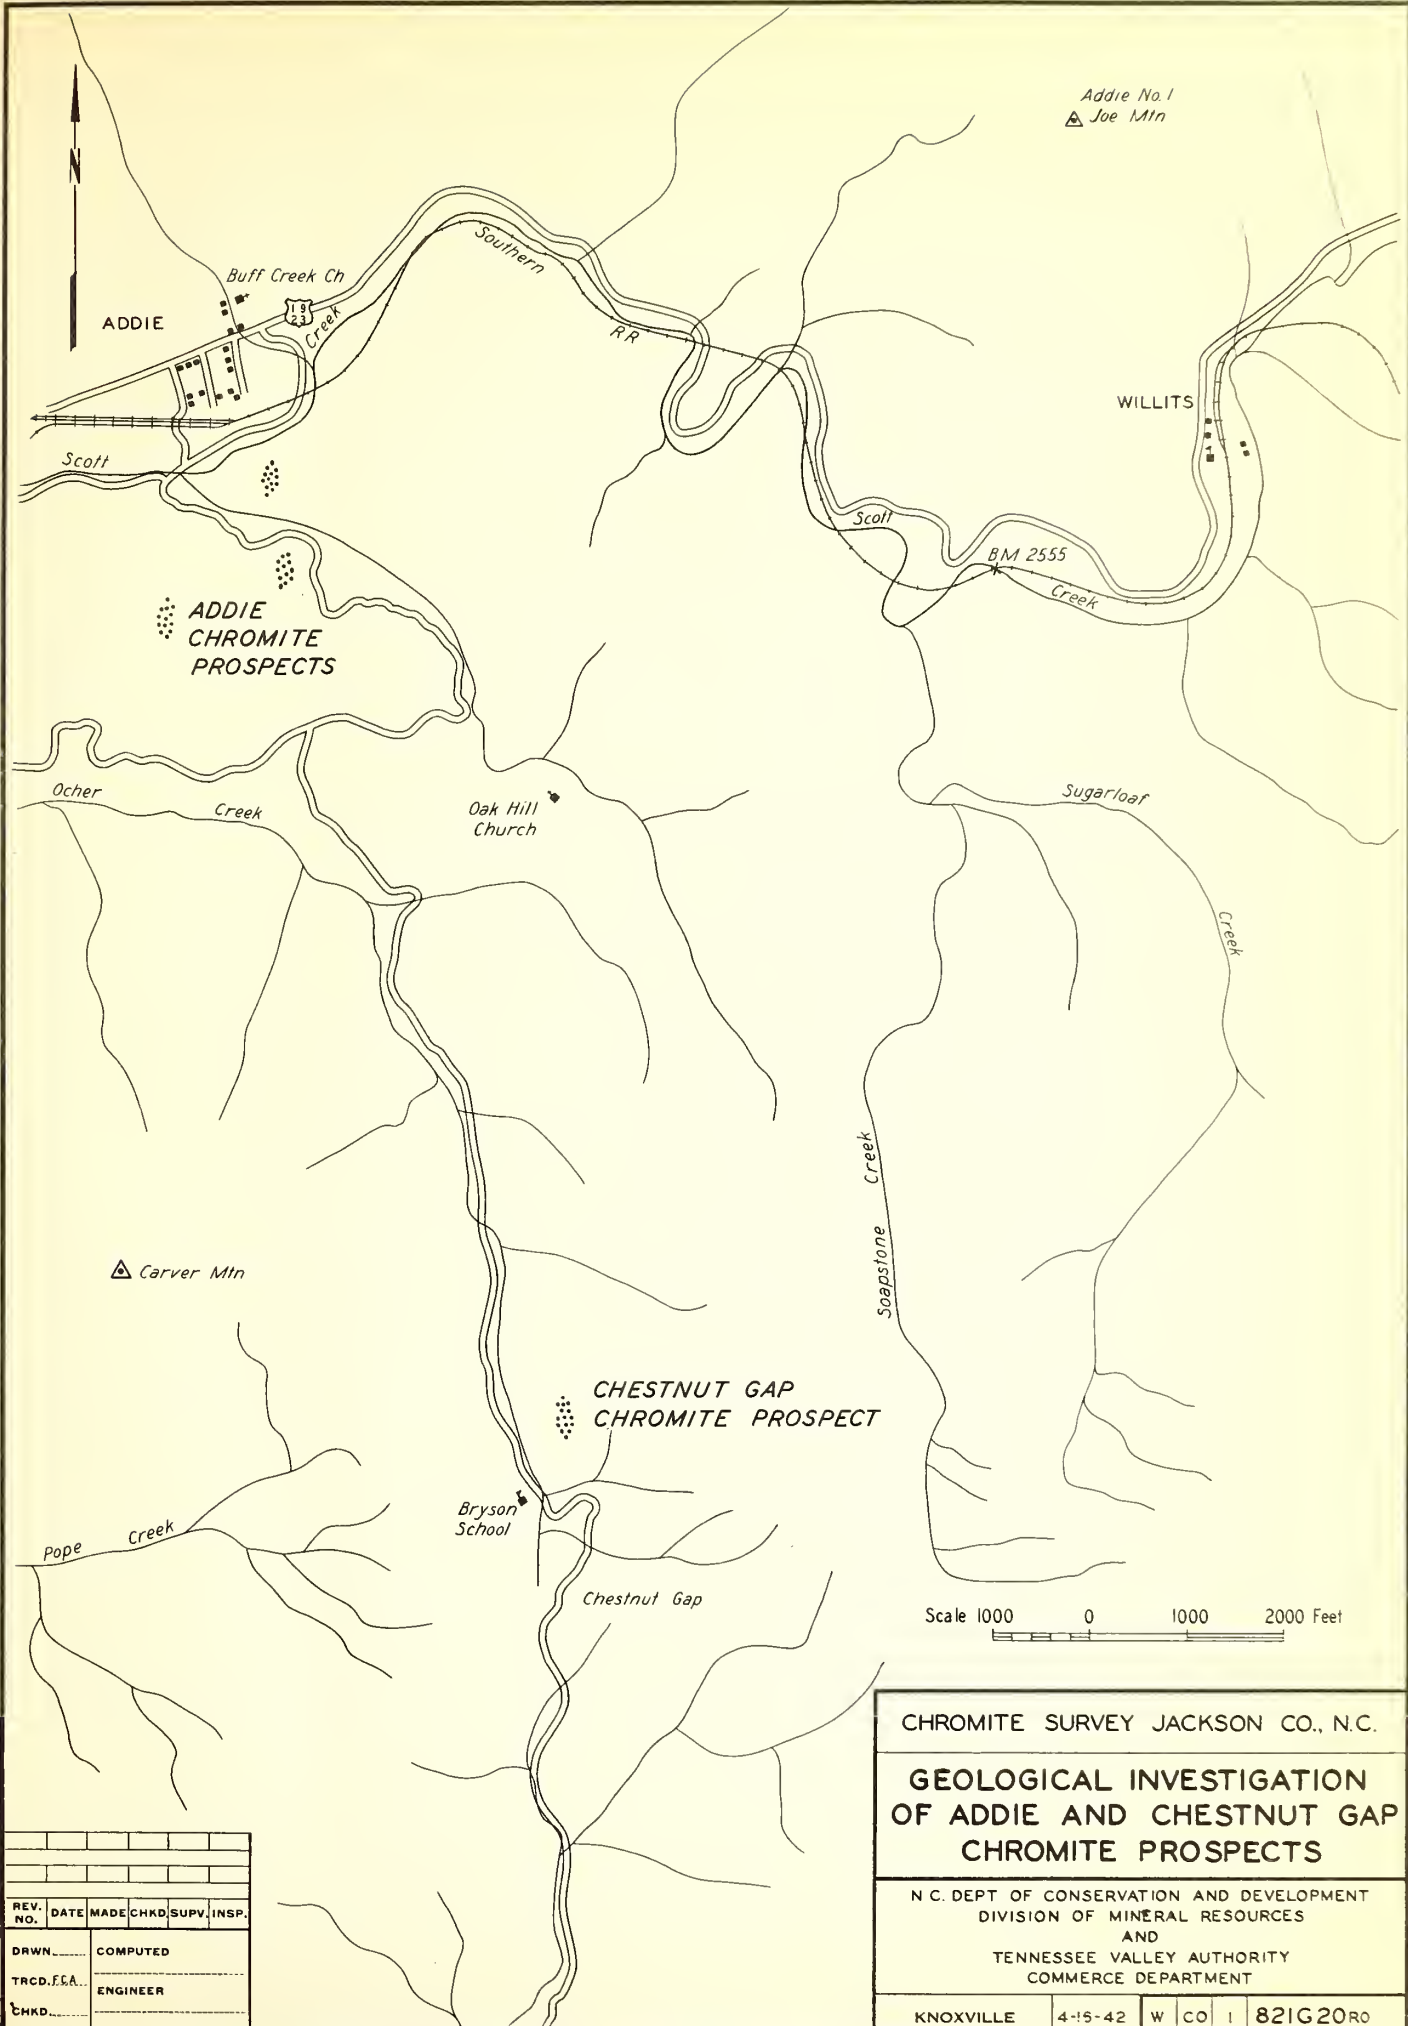 Addie No. 1
Joe Mtn
N
Buff Creek Ch
19
23
ADDIE
Creek
Southern
RR
WILLITS
Scott
Scott
BM 2555
Creek
ADDIE
CHROMITE
PROSPECTS
Ocher
Creek
Oak Hill
Church
Sugarloaf
Creek
Soapstone Creek
Carver Mtn
CHESTNUT GAP
CHROMITE PROSPECT
Bryson
School
Pope Creek
Chestnut Gap
Scale 1000 0 1000 2000 Feet
CHROMITE SURVEY JACKSON CO., N.C.
GEOLOGICAL INVESTIGATION
OF ADDIE AND CHESTNUT GAP
CHROMITE PROSPECTS
N C. DEPT OF CONSERVATION AND DEVELOPMENT
DIVISION OF MINERAL RESOURCES
AND
TENNESSEE VALLEY AUTHORITY
COMMERCE DEPARTMENT
KNOXVILLE 4-15-42 W CO 1 821G20R0
REV. NO. DATE MADE CHKD. SUPV. INSP.
DRWN. COMPUTED
TRCD. F.C.A.
ENGINEER
CHKD.